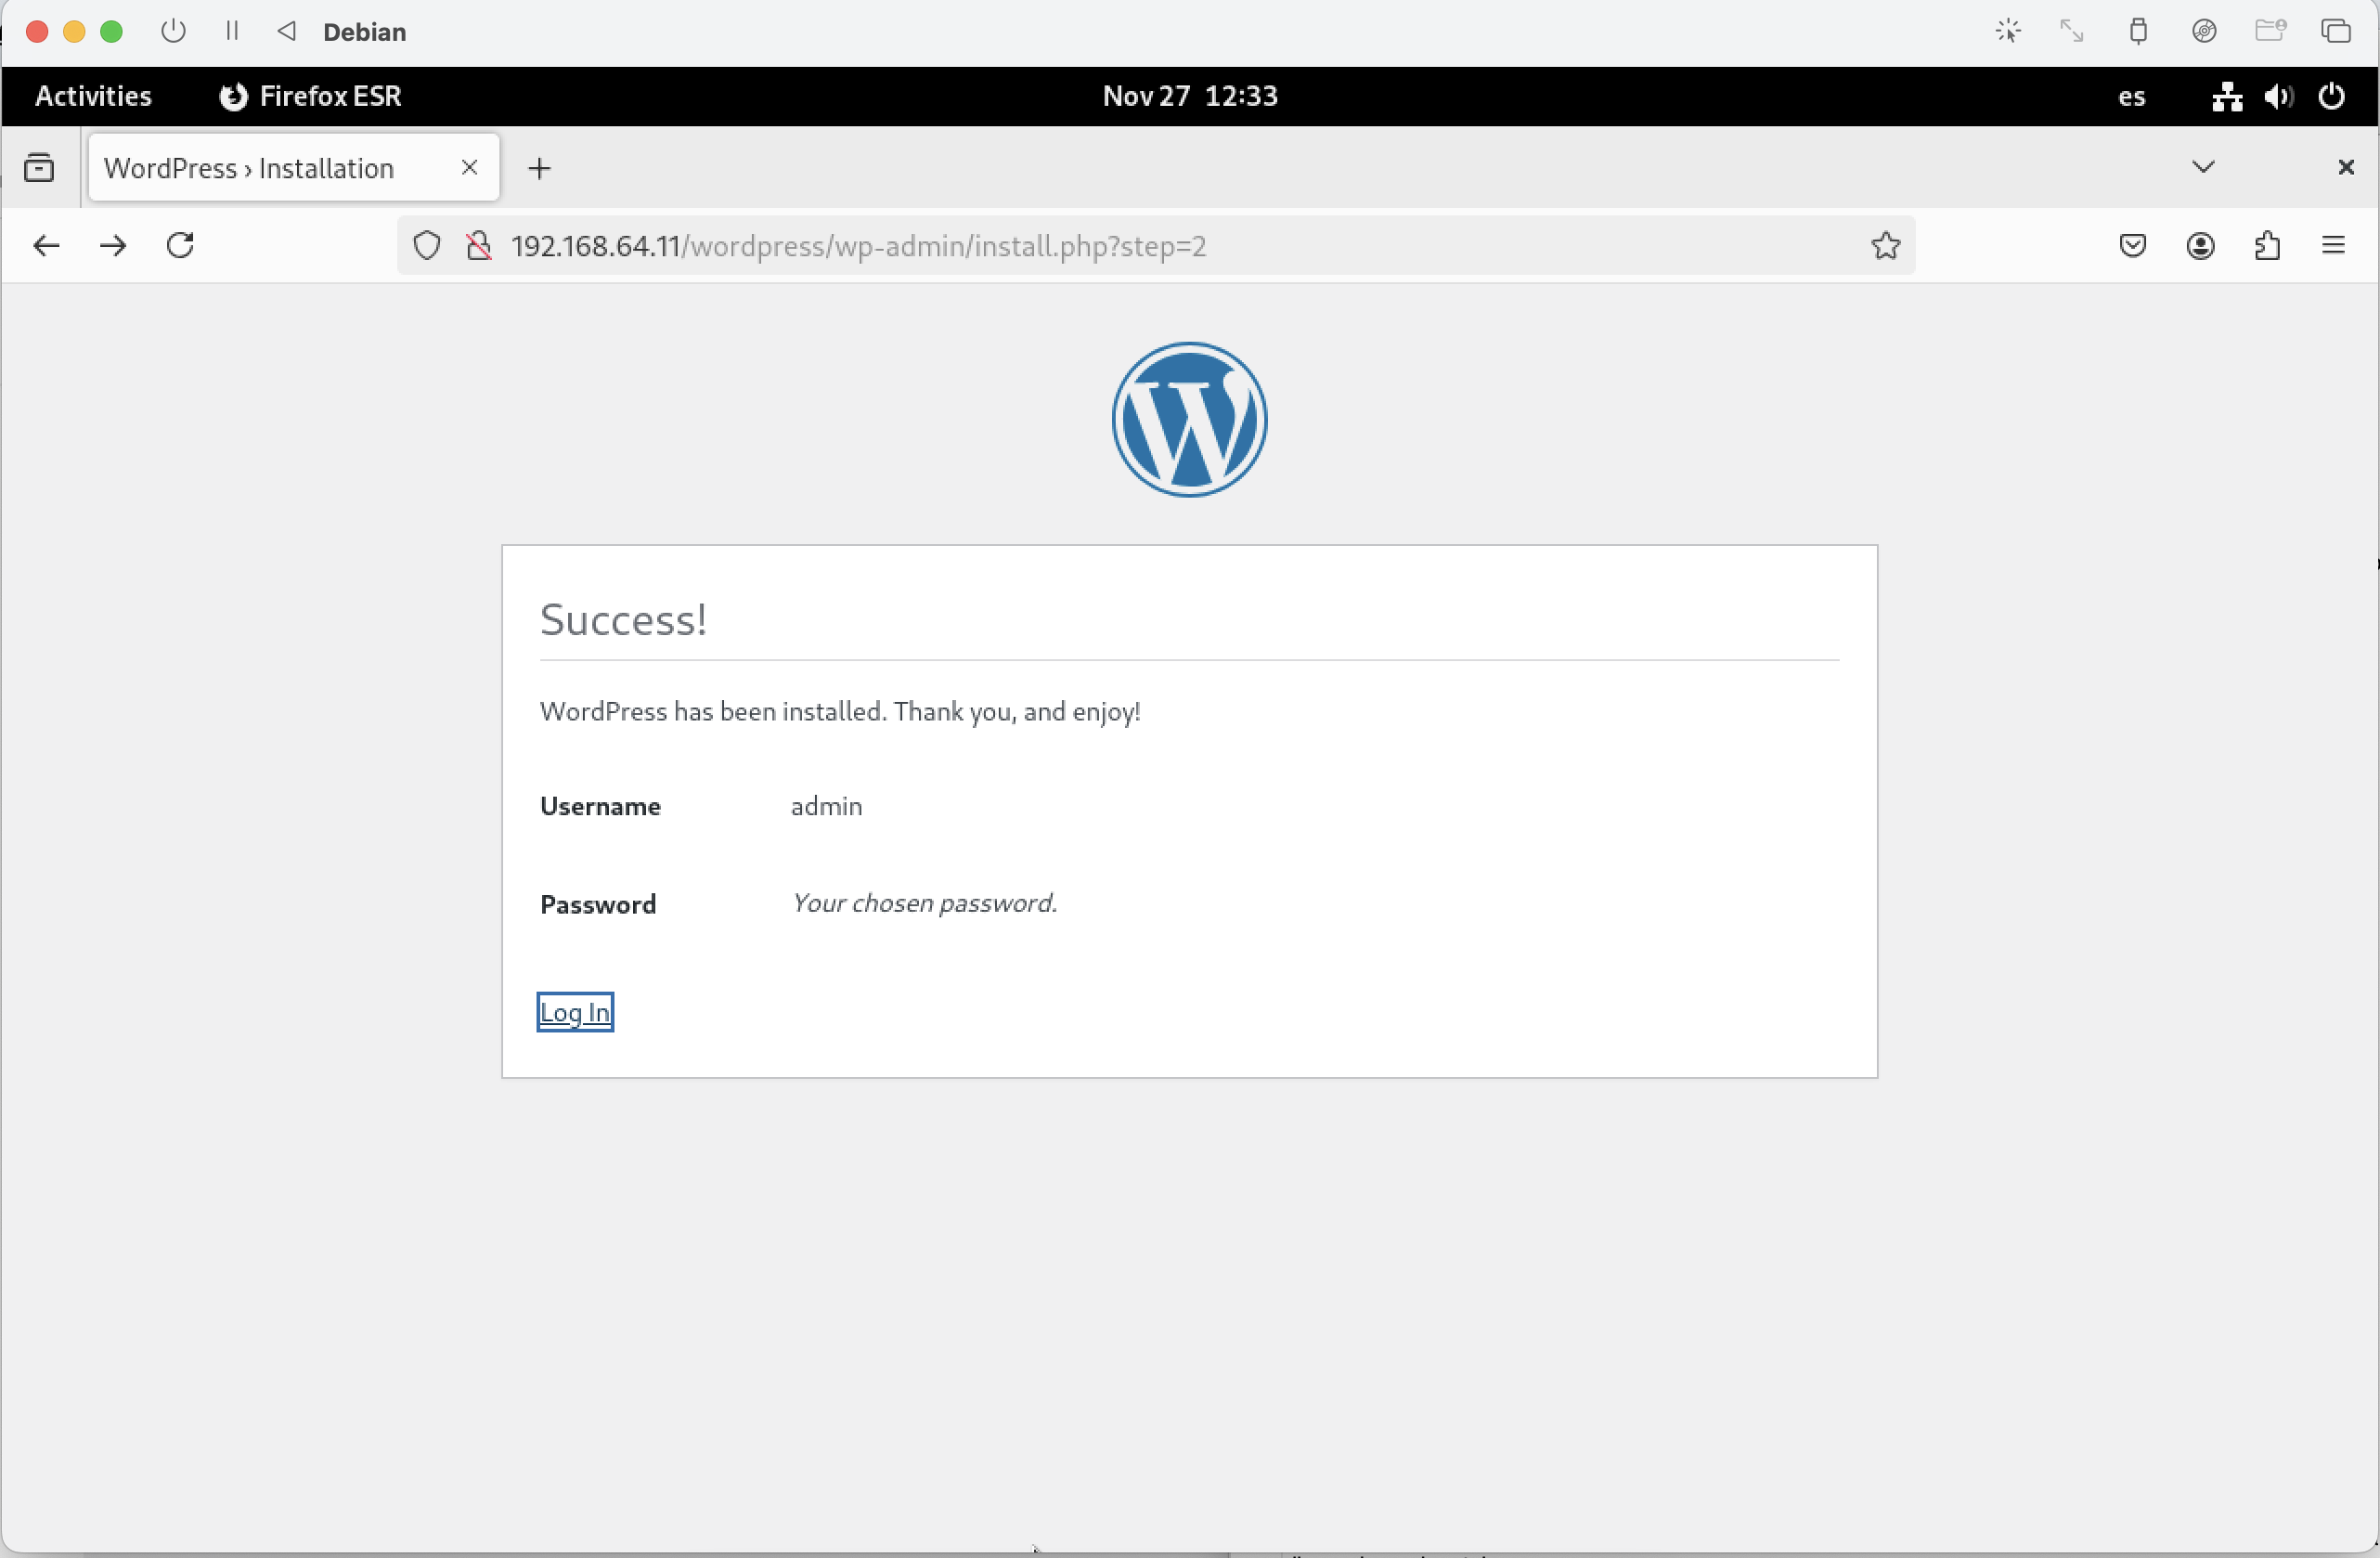 Debian
Activities Firefox ESR Nov 27 12:33 es
WordPress › Installation
192.168.64.11/wordpress/wp-admin/install.php?step=2
Success!
WordPress has been installed. Thank you, and enjoy!
Username admin
Password Your chosen password.
Log In